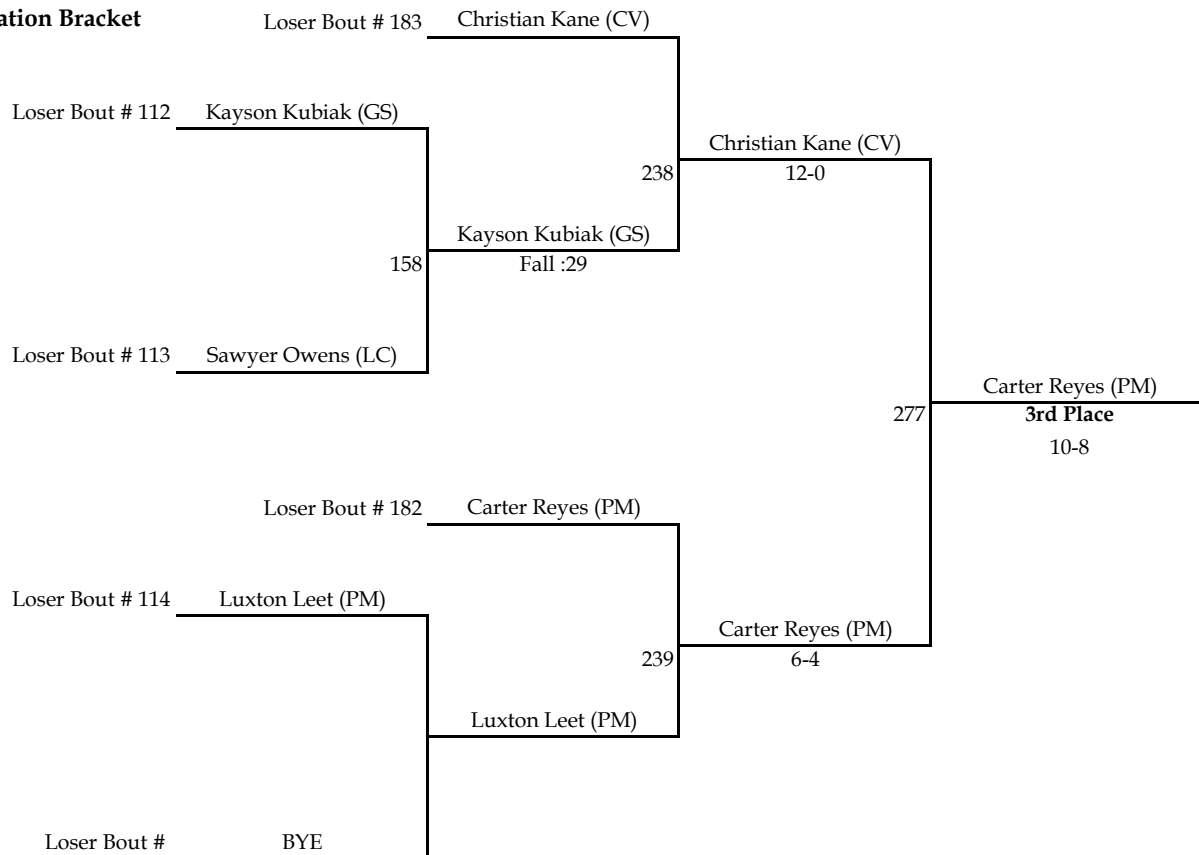 ation Bracket
Loser Bout # 183 Christian Kane (CV)
Loser Bout # 112 Kayson Kubiak (GS)
Christian Kane (CV)
238 12-0
Kayson Kubiak (GS)
158 Fall :29
Loser Bout # 113 Sawyer Owens (LC)
Carter Reyes (PM)
277 3rd Place
10-8
Loser Bout # 182 Carter Reyes (PM)
Loser Bout # 114 Luxton Leet (PM)
Carter Reyes (PM)
239 6-4
Luxton Leet (PM)
Loser Bout # BYE